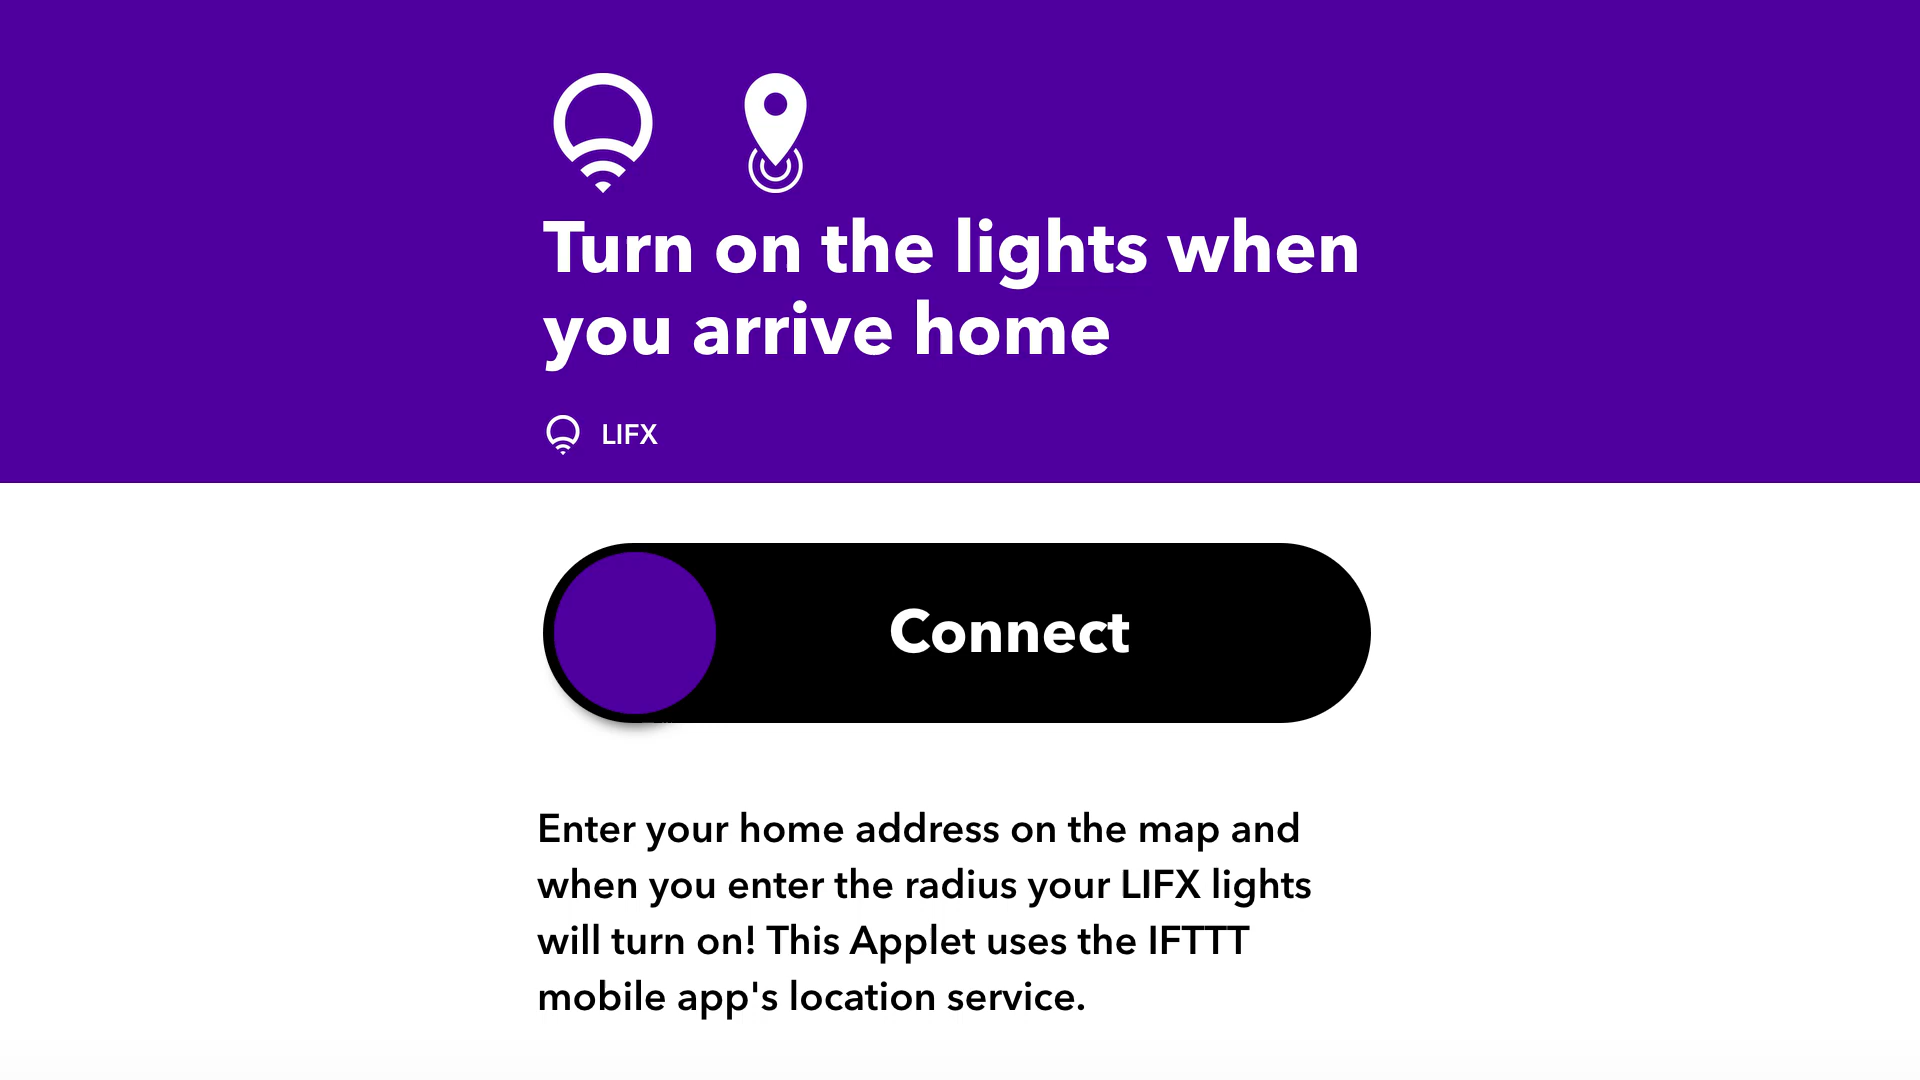 Turn on the lights when
you arrive home
LIFX
Connect
Enter your home address on the map and
when you enter the radius your LIFX lights
will turn on! This Applet uses the IFTTT
mobile app's location service.